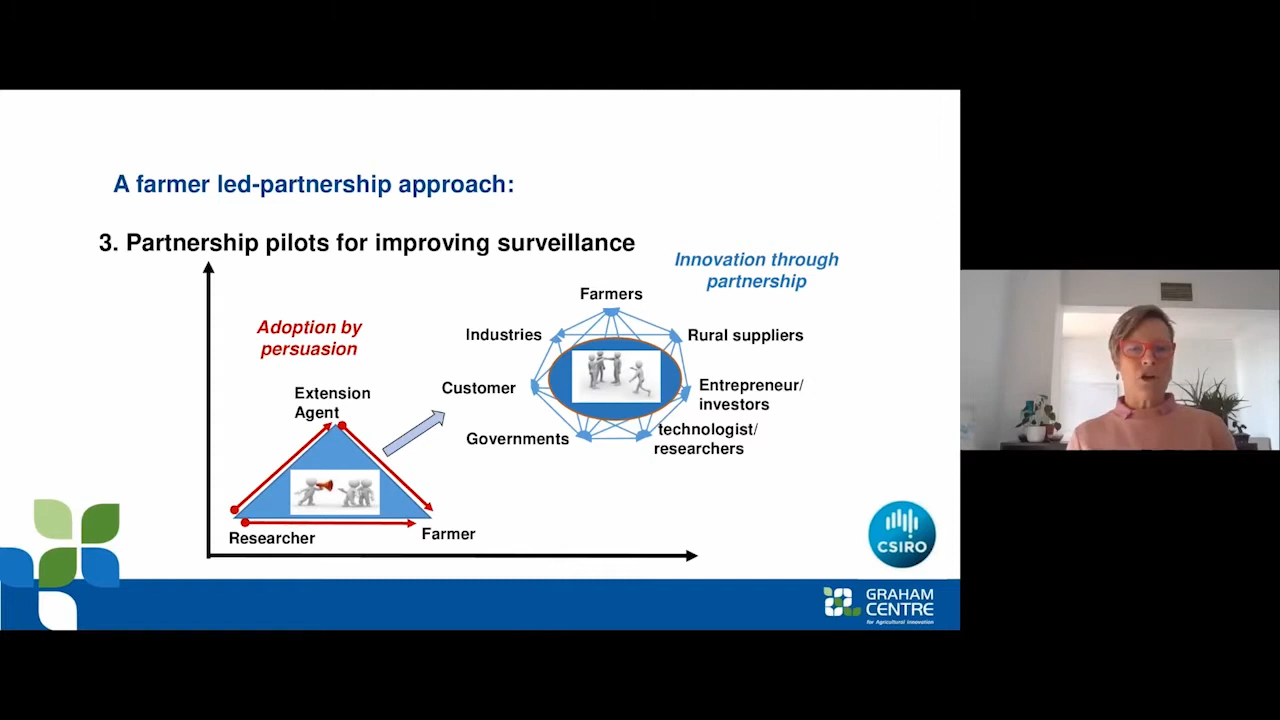 A farmer led-partnership approach:
3. Partnership pilots for improving surveillance
Innovation through
partnership
Adoption by
persuasion
Extension
Agent
Researcher
Farmer
Farmers
Industries
Rural suppliers
Customer
Entrepreneur/
investors
Governments
technologist/
researchers
CSIRO
GRAHAM
CENTRE
for Agricultural Innovation